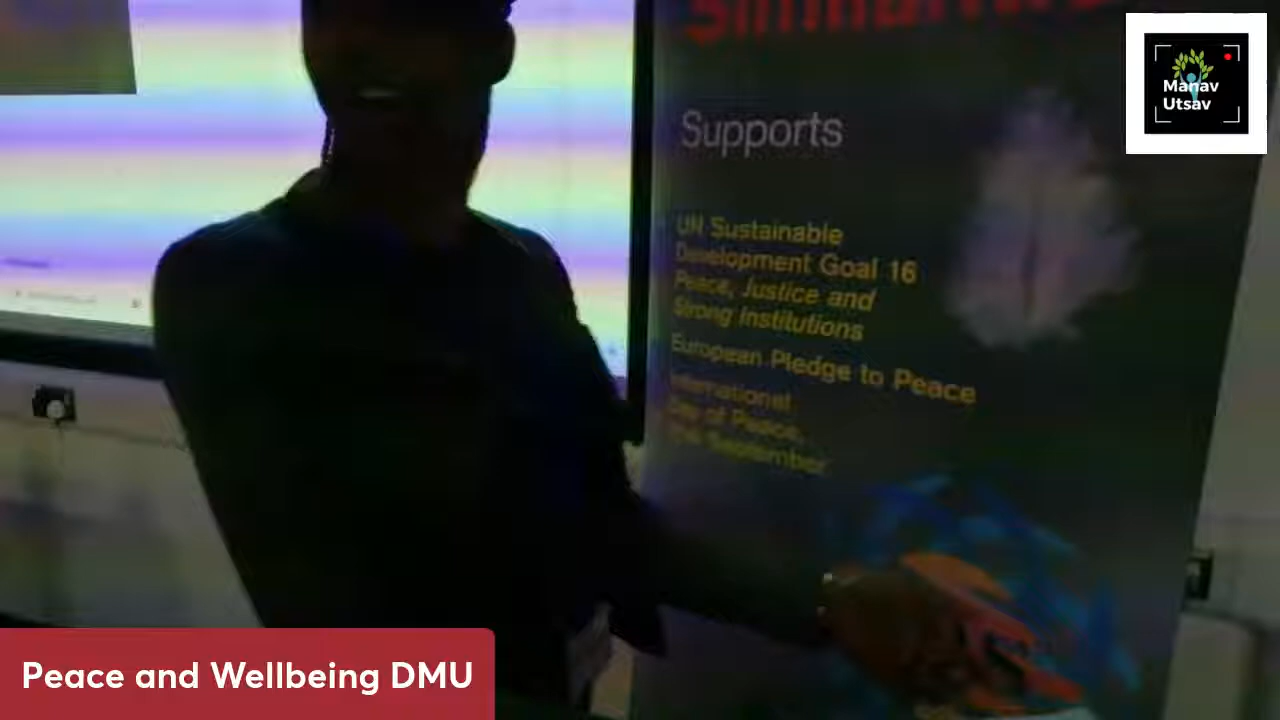 Manav
Utsav
Supports
UN Sustainable
Development Goal 16
Peace, Justice and
Strong Institutions
European Pledge to Peace
International
Day of Peace,
September
Peace and Wellbeing DMU